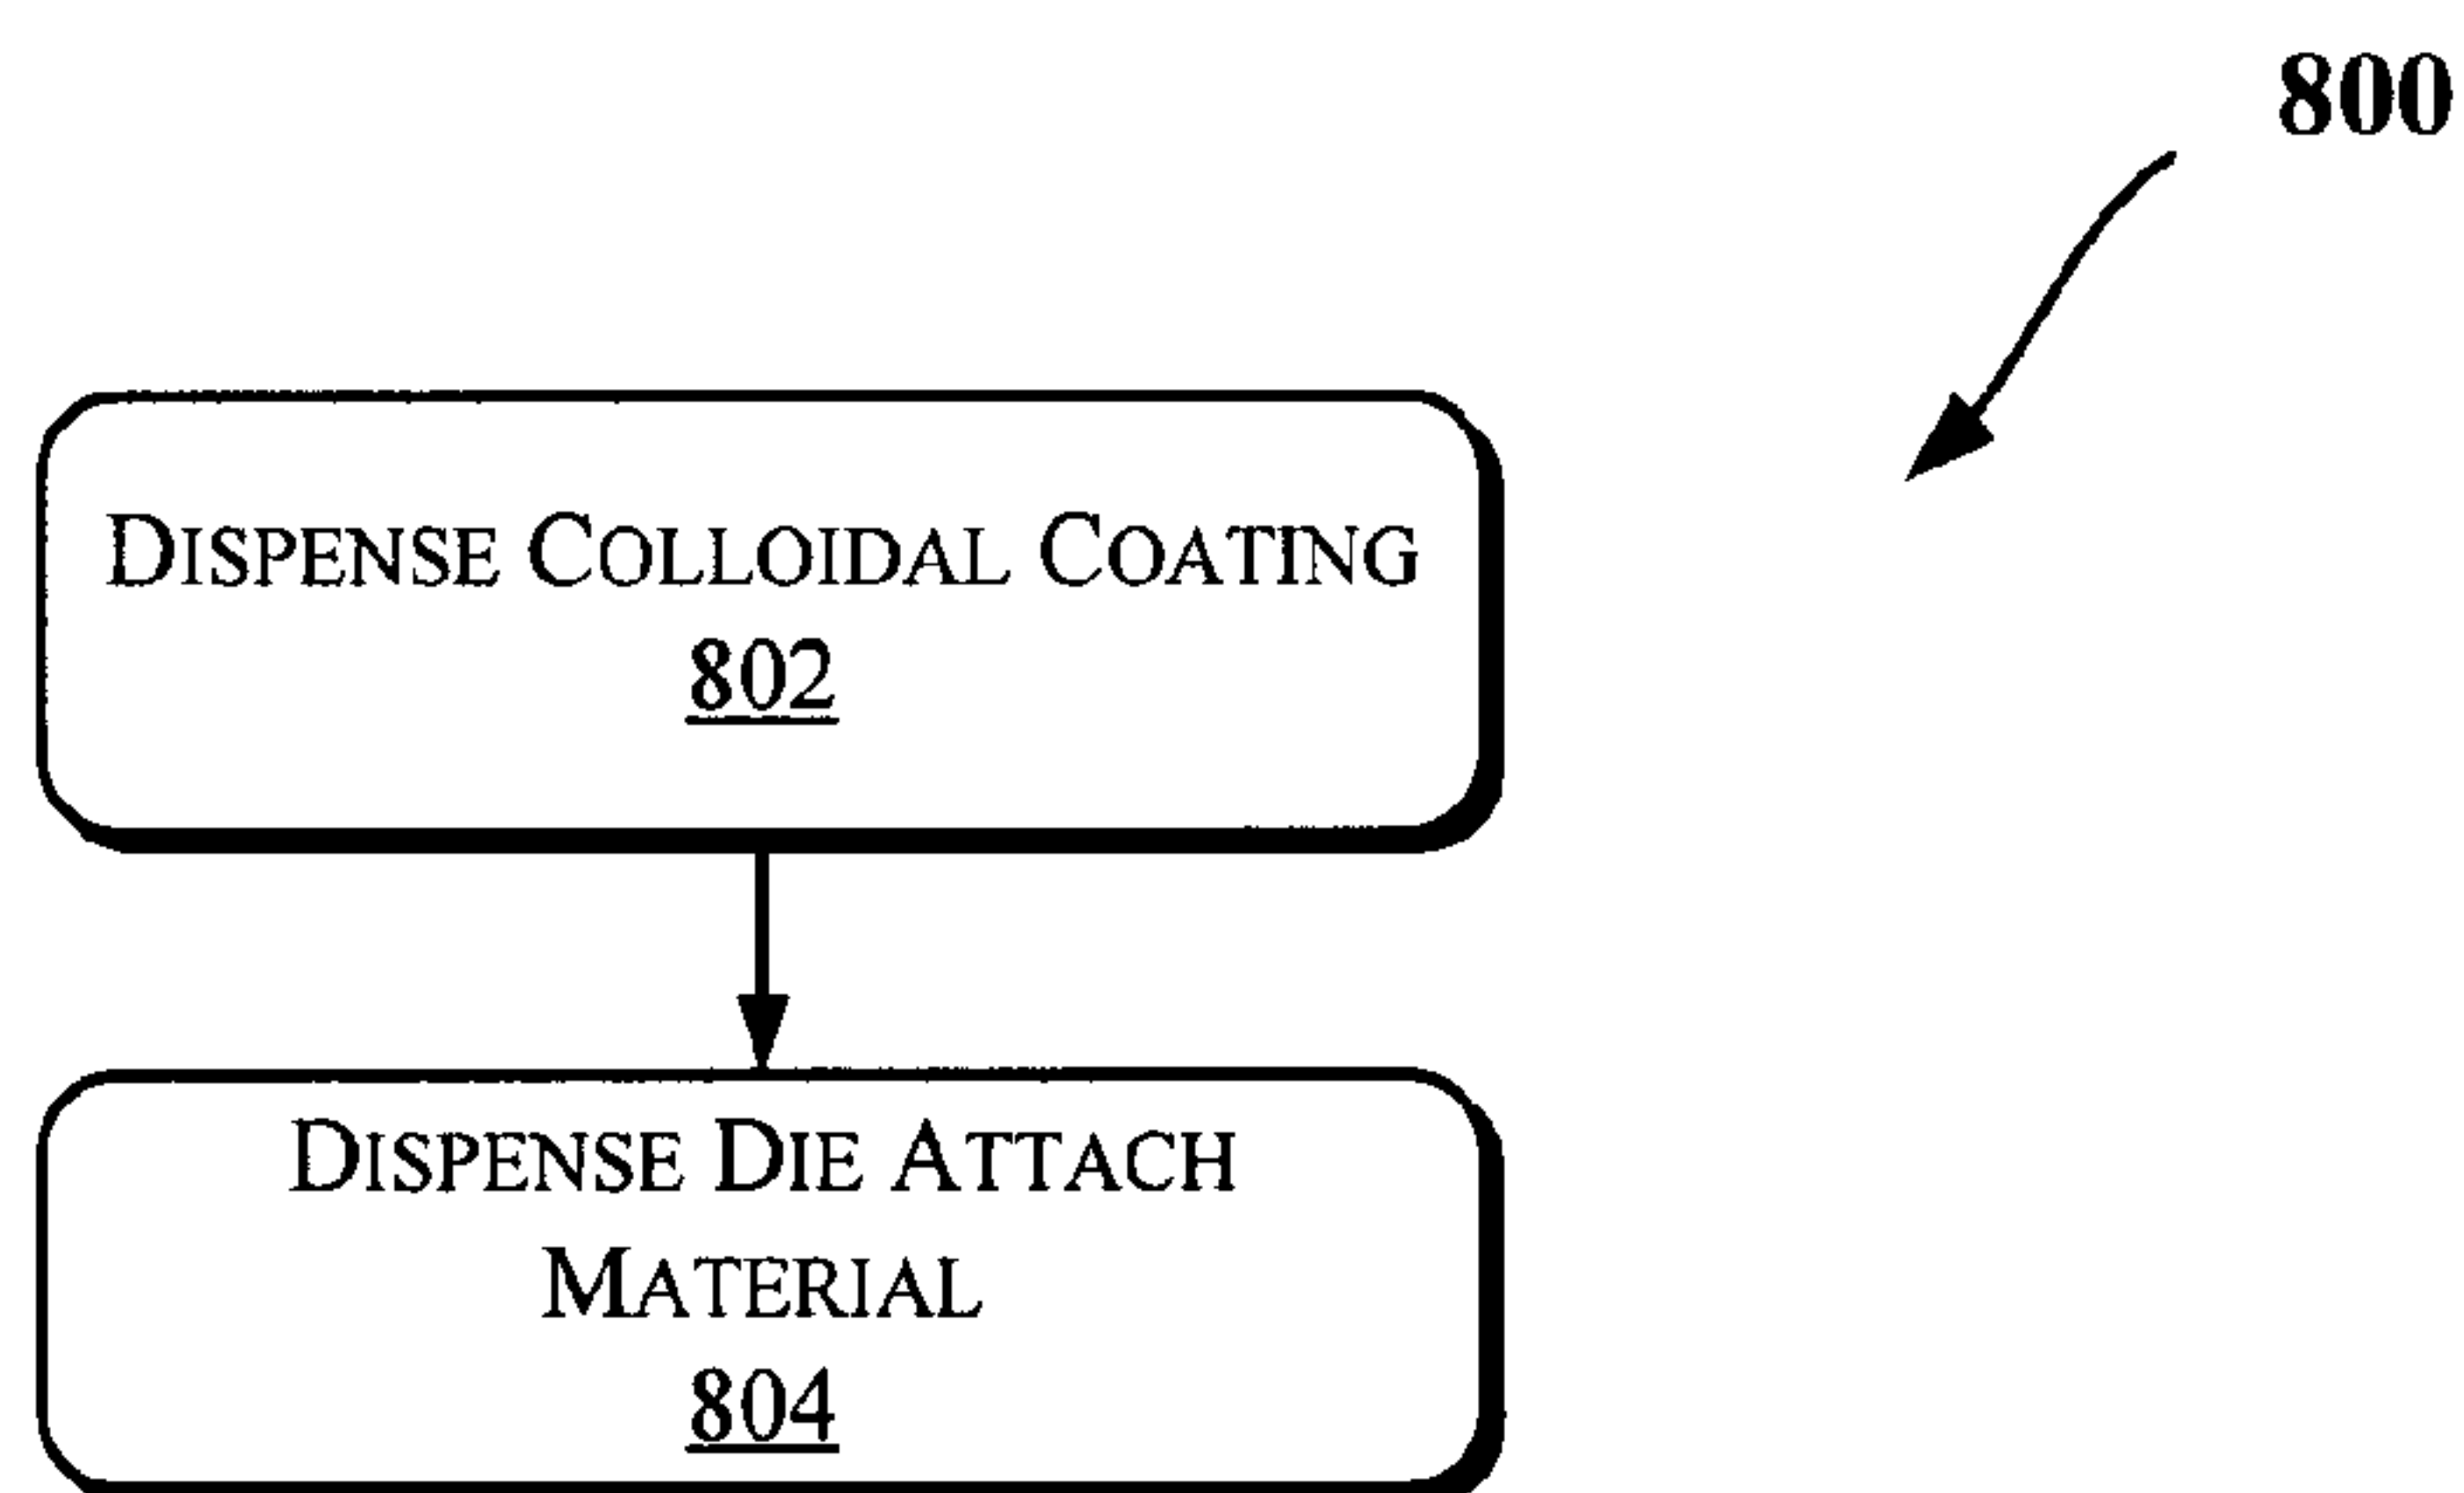 800
DISPENSE COLLOIDAL COATING
802
DISPENSE DIE ATTACH
MATERIAL
804